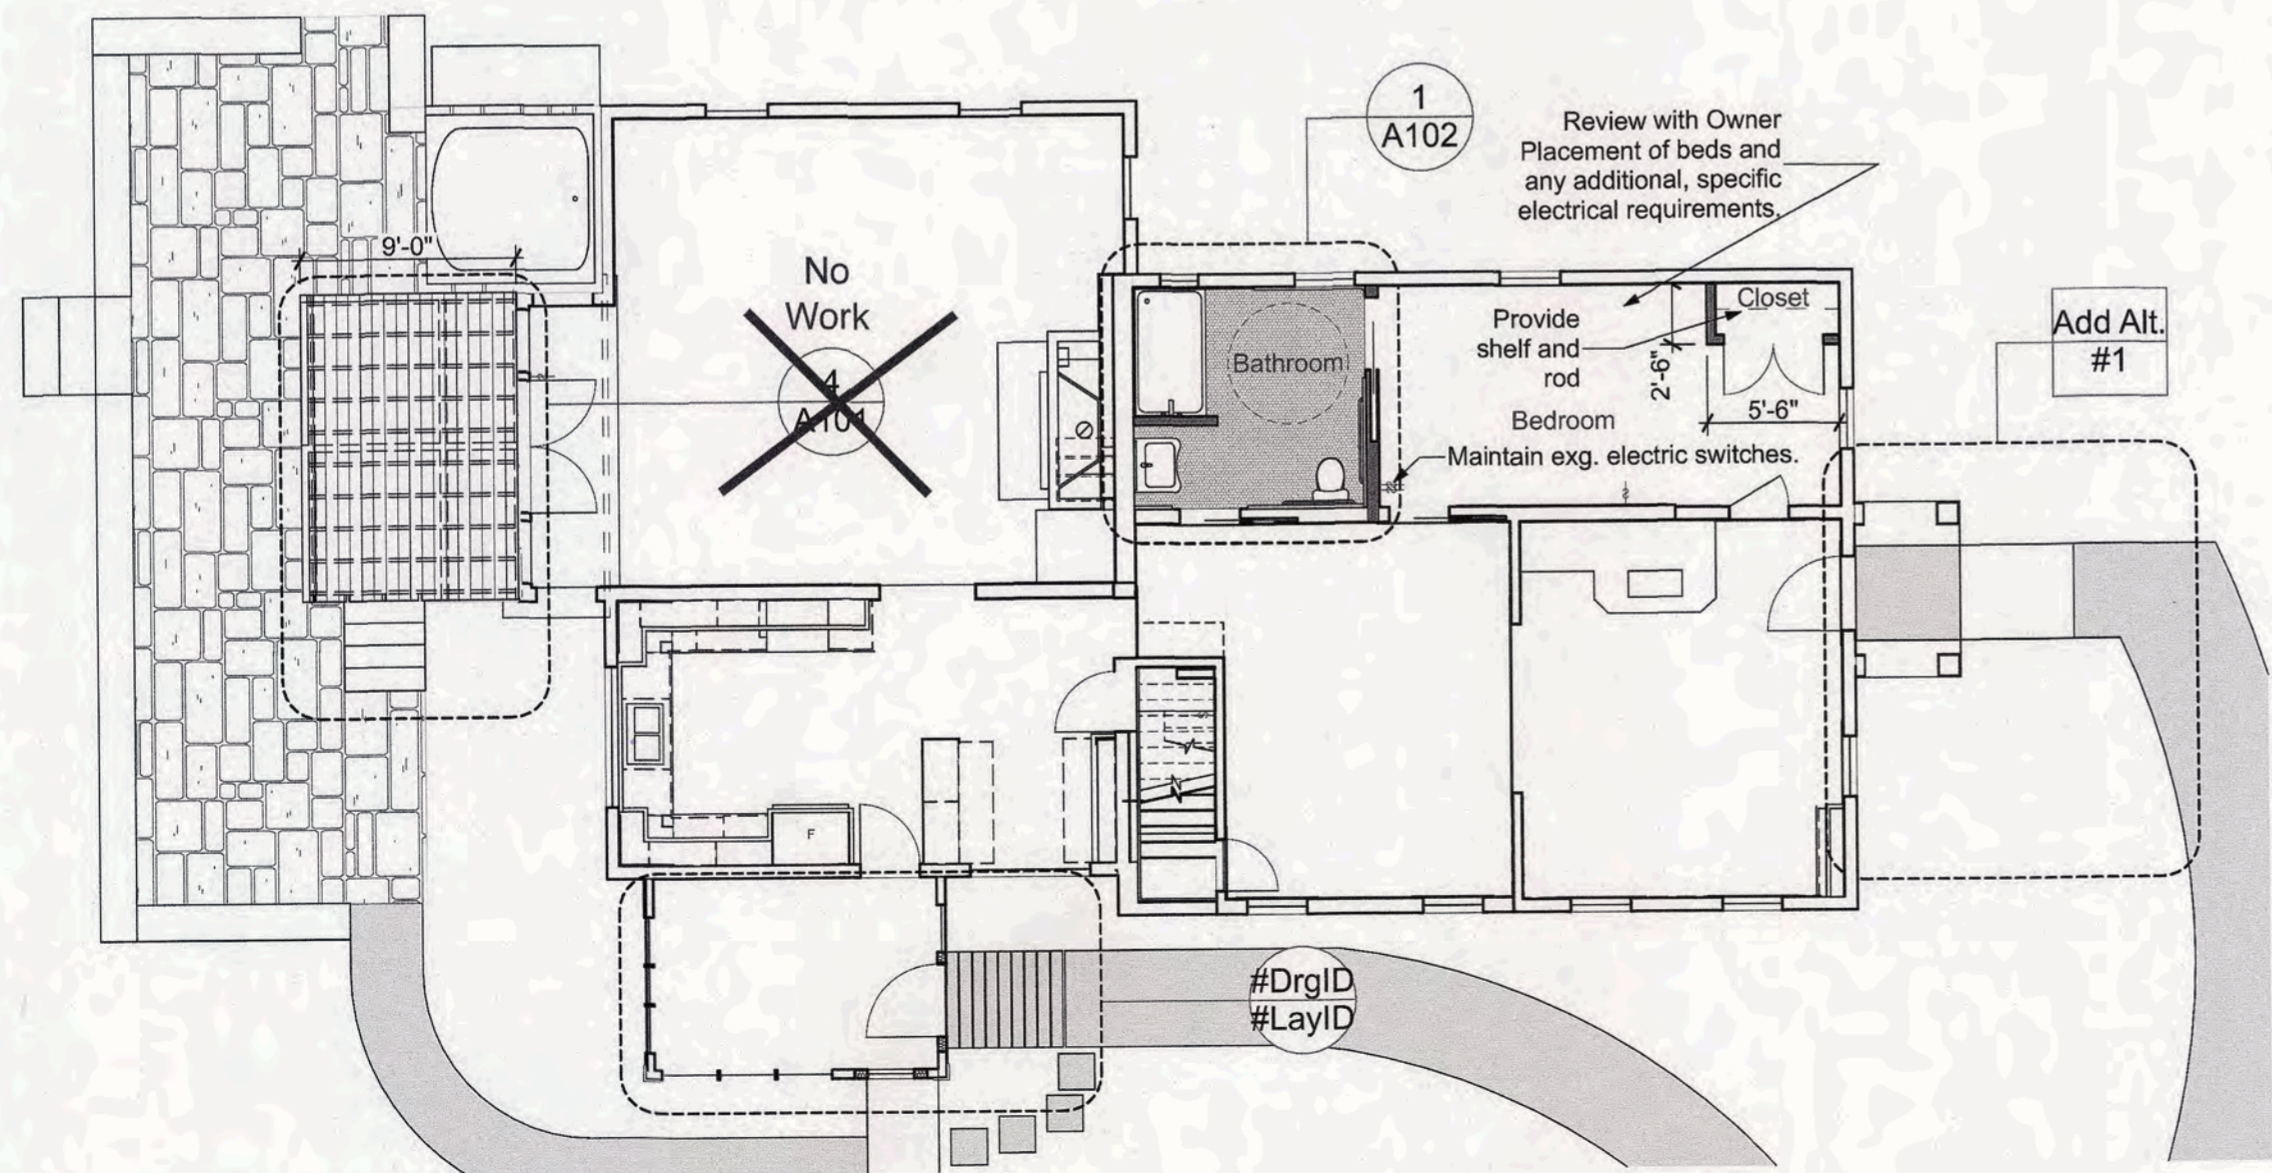 1
A102
Review with Owner
Placement of beds and
any additional, specific
electrical requirements.
9'-0"
No
Work
4
A101
Closet
Provide
shelf and
rod
2'-6"
5'-6"
Add Alt.
#1
Bathroom
Bedroom
Maintain exg. electric switches.
F
#DrgID
#LayID